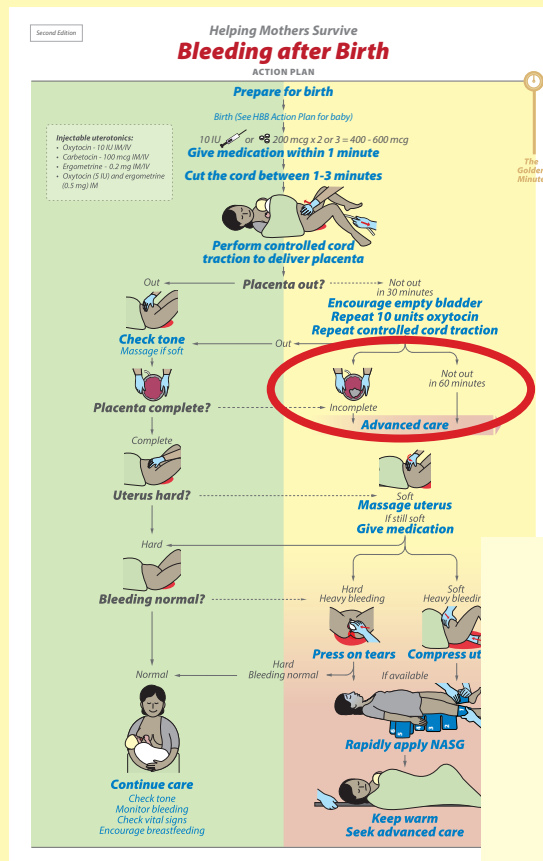 Second Edition
Helping Mothers Survive
Bleeding after Birth
ACTION PLAN
Prepare for birth
Birth (See HBB Action Plan for baby)
Injectable uterotonics:
• Oxytocin - 10 IU IM/IV
• Carbetocin - 100 mcg IM/IV
• Ergometrine – 0.2 mg IM/IV
• Oxytocin (5 IU) and ergometrine
(0.5 mg) IM
10 IU or 200 mcg x 2 or 3 = 400 - 600 mcg
Give medication within 1 minute
The
Golden
Minute
Cut the cord between 1-3 minutes
Perform controlled cord
traction to deliver placenta
Out
Placenta out?
Not out
in 30 minutes
Encourage empty bladder
Repeat 10 units oxytocin
Repeat controlled cord traction
Check tone
Massage if soft
Out
Not out
in 60 minutes
Placenta complete?
Incomplete
Advanced care
Complete
Uterus hard?
Soft
Massage uterus
If still soft
Give medication
Hard
Bleeding normal?
Hard
Heavy bleeding
Soft
Press on tears
Compress
Normal
Hard
Bleeding normal
If available
5
4
3
2
Rapidly apply NASG
Continue care
Check tone
Monitor bleeding
Check vital signs
Encourage breastfeeding
Keep warm
Seek advanced care